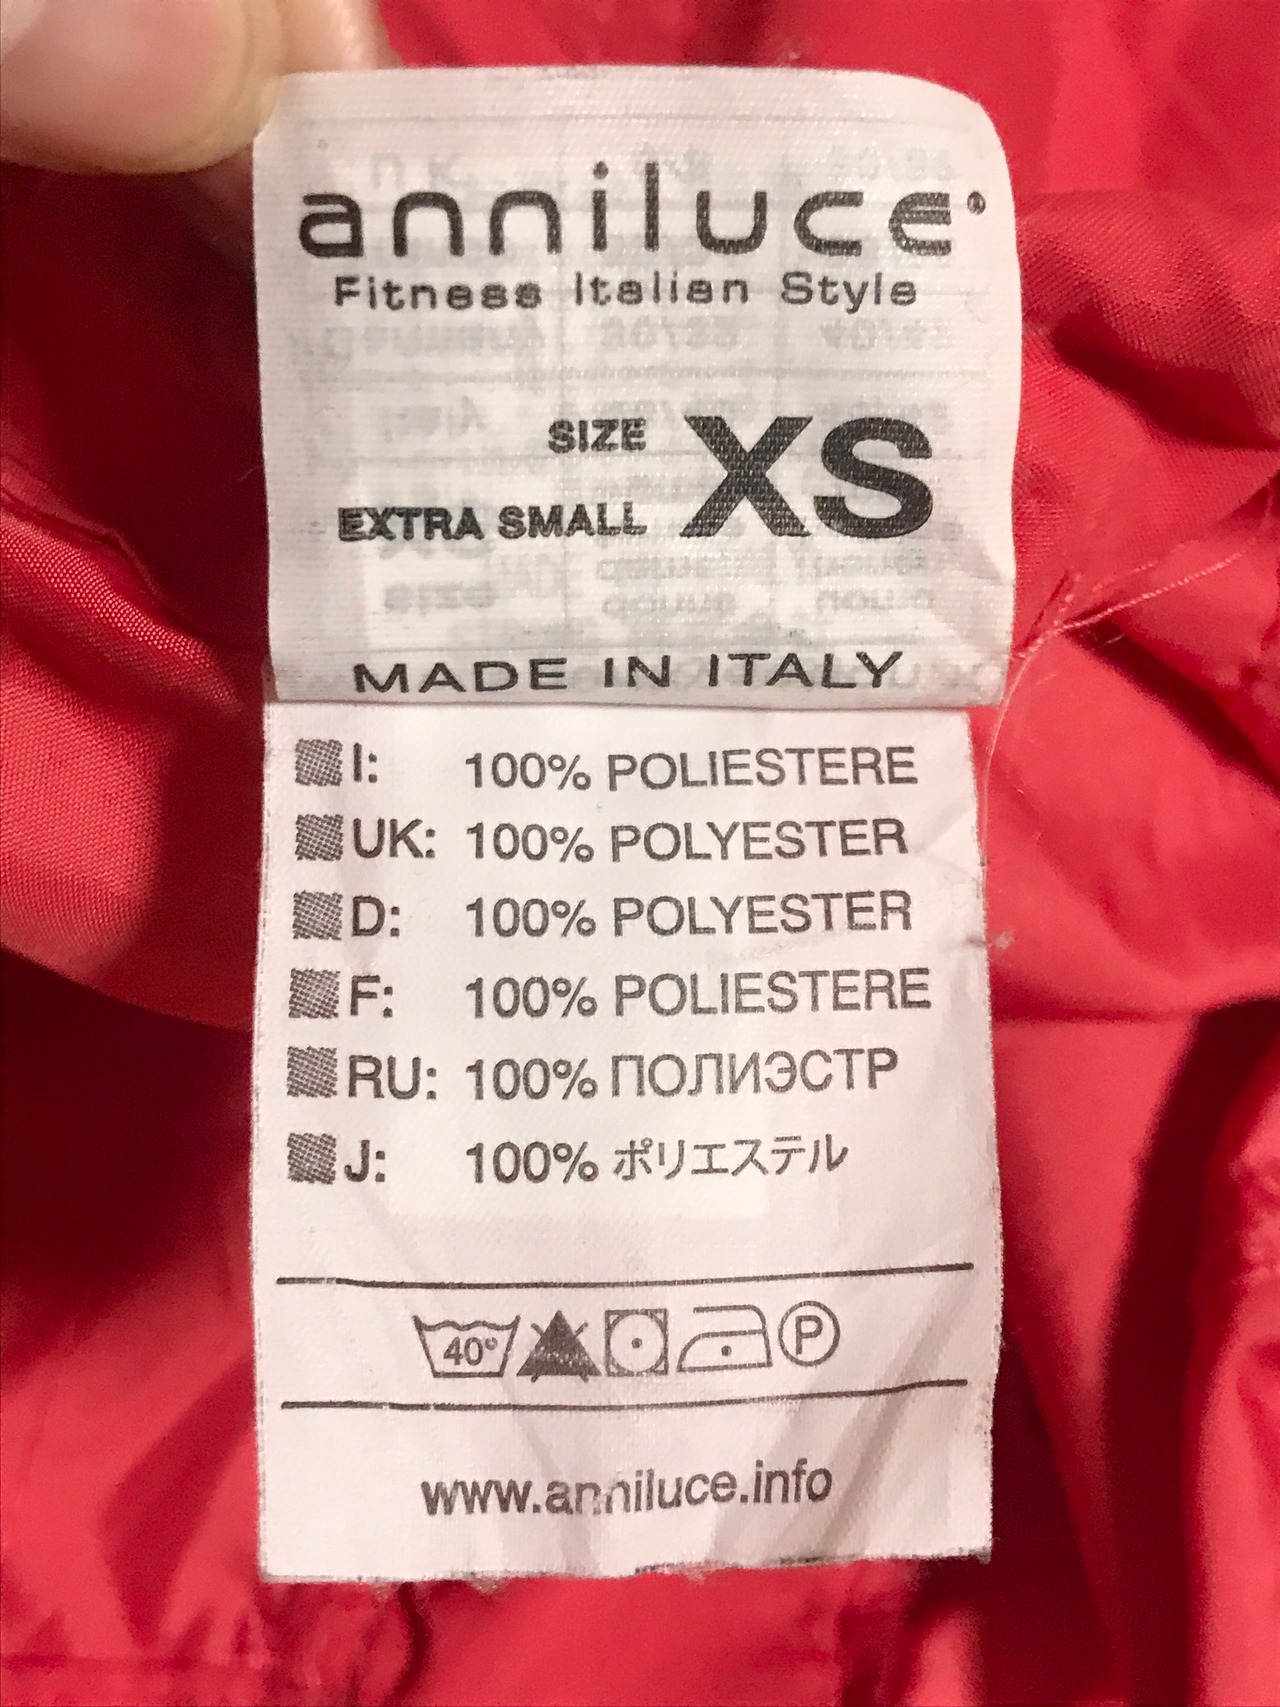 anniluce®
Fitness Italian Style
SIZE XS
EXTRA SMALL
MADE IN ITALY
I: 100% POLIESTERE
UK: 100% POLYESTER
D: 100% POLYESTER
F: 100% POLIESTERE
RU: 100% ПОЛИЭСТР
J: 100% ポリエステル
40°
P
www.anniluce.info